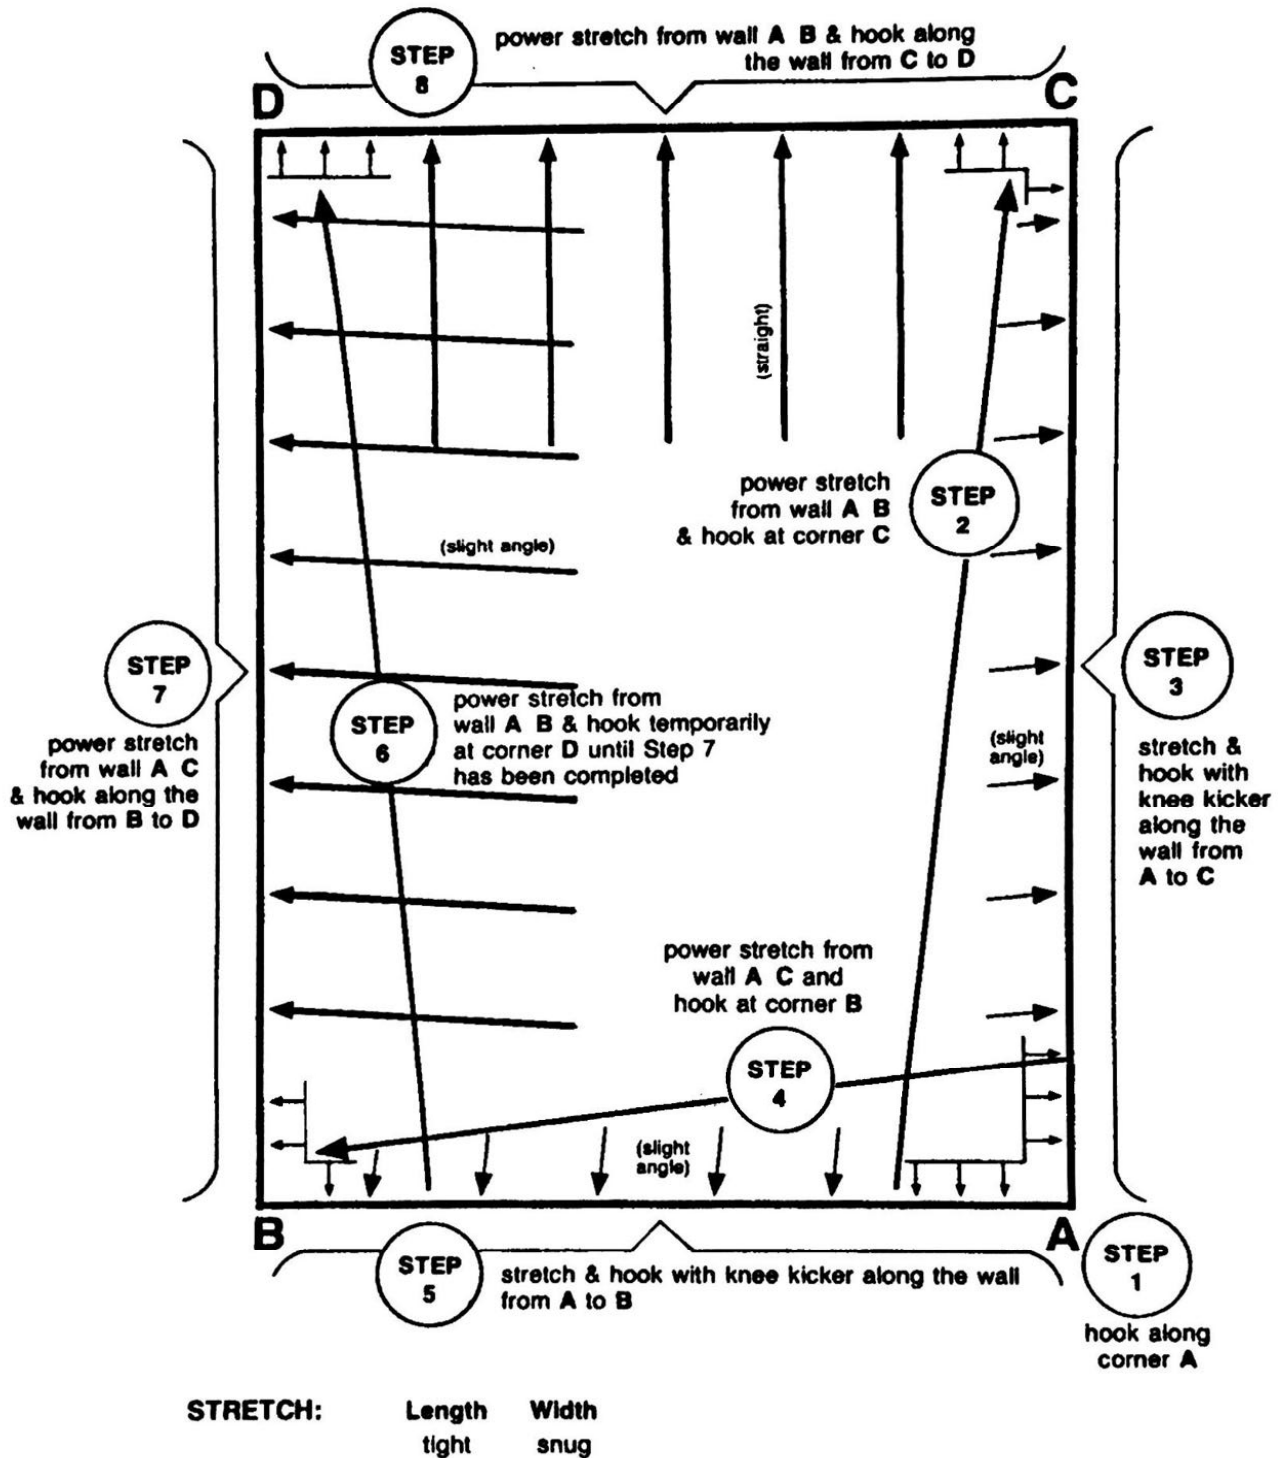 STEP
8
power stretch from wall A B & hook along
the wall from C to D
D
C
(straight)
STEP
2
power stretch
from wall A B
& hook at corner C
(slight angle)
STEP
7
power stretch
from wall A C
& hook along the
wall from B to D
STEP
6
power stretch from
wall A B & hook temporarily
at corner D until Step 7
has been completed
STEP
3
stretch &
hook with
knee kicker
along the
wall from
A to C
(slight
angle)
power stretch from
wall A C and
hook at corner B
STEP
4
(slight
angle)
B
A
STEP
5
stretch & hook with knee kicker along the wall
from A to B
STEP
1
hook along
corner A
STRETCH: Length Width
tight snug